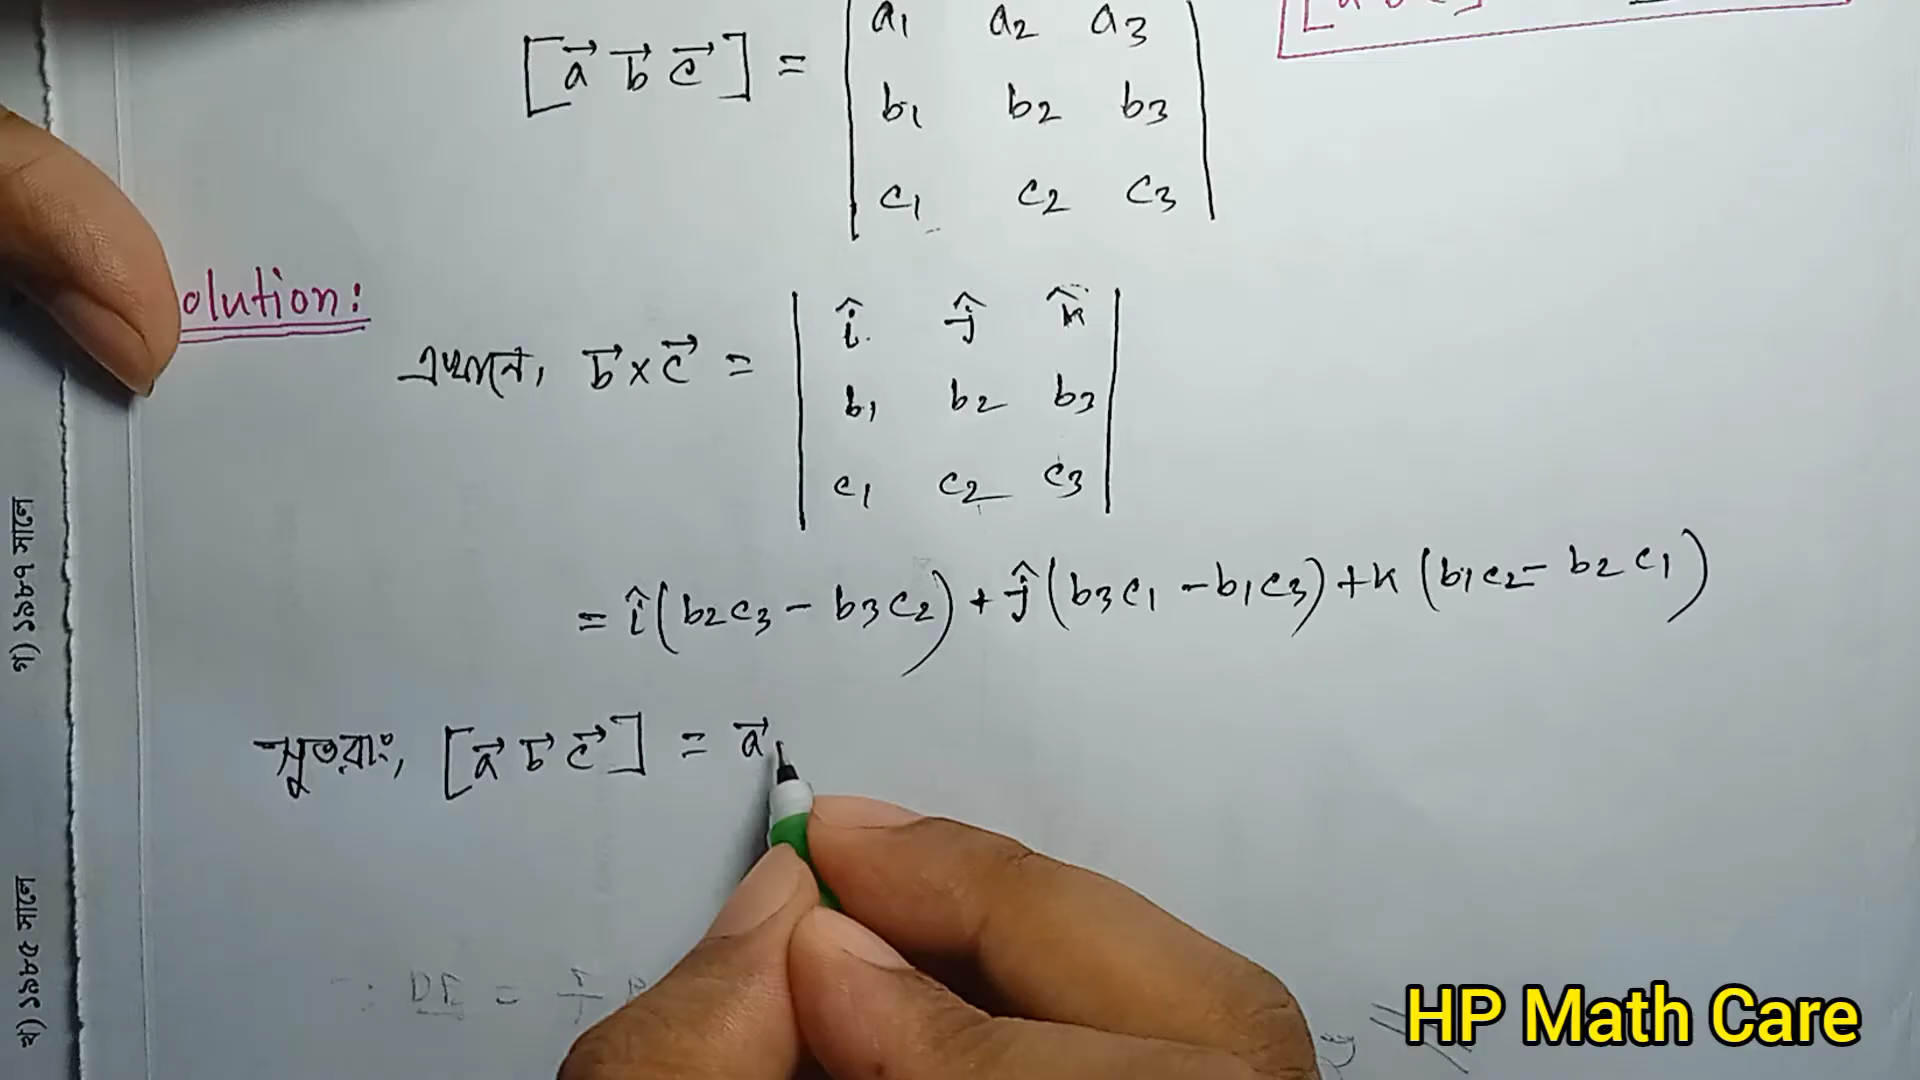 [a⃗ b⃗ c⃗] = | a1 a2 a3 |
| b1 b2 b3 |
| c1 c2 c3 |
olution:
এখানে, b⃗ × c⃗ = | î ĵ k̂ |
| b1 b2 b3 |
| c1 c2 c3 |
= î (b2c3 - b3c2) + ĵ (b3c1 - b1c3) + k (b1c2 - b2c1)
সুতরাং, [a⃗ b⃗ c⃗] = a⃗.
গ) ১৯৮৭ সালে
ঘ) ১৯৮৫ সালে
HP Math Care